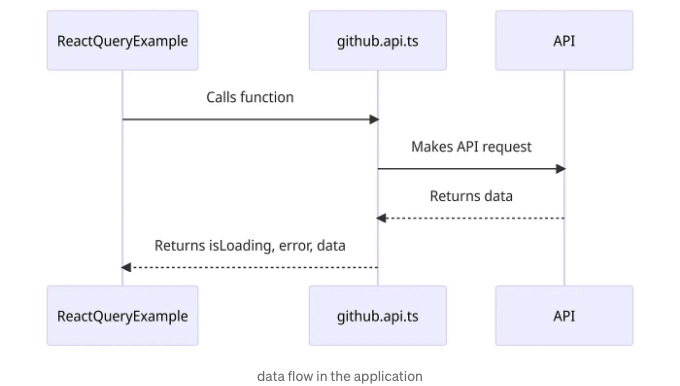 ReactQueryExample
github.api.ts
API
Calls function
Makes API request
Returns data
Returns isLoading, error, data
ReactQueryExample
github.api.ts
API
data flow in the application